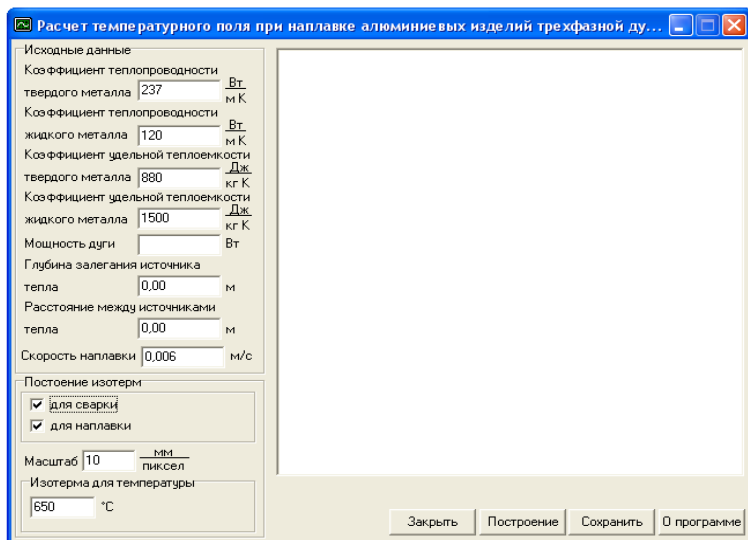 Расчет температурного поля при наплавке алюминиевых изделий трехфазной ду...
Исходные данные
Коэффициент теплопроводности
твердого металла 237 Вт
м К
Коэффициент теплопроводности
жидкого металла 120 Вт
м К
Коэффициент удельной теплоемкости
твердого металла 880 Дж
кг К
Коэффициент удельной теплоемкости
жидкого металла 1500 Дж
кг К
Мощность дуги Вт
Глубина залегания источника
тепла 0,00 м
Расстояние между источниками
тепла 0,00 м
Скорость наплавки 0,006 м/с
Постоение изотерм
для сварки
для наплавки
Масштаб 10 мм
пиксел
Изотерма для температуры
650 °C
Закрыть Построение Сохранить О программе